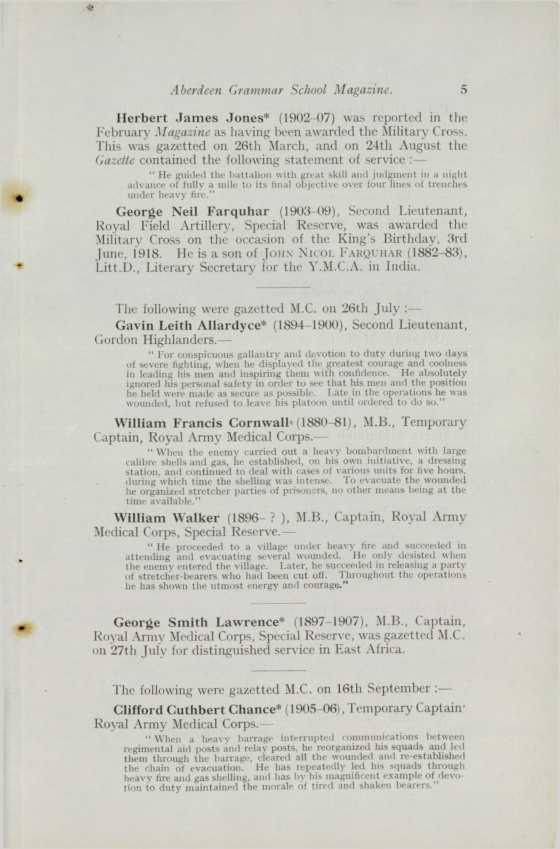 Aberdeen Grammar School Magazine. 5
Herbert James Jones* (1902–07) was reported in the
February Magazine as having been awarded the Military Cross.
This was gazetted on 26th March, and on 24th August the
Gazette contained the following statement of service :—
“ He guided the battalion with great skill and judgment in a night
advance of fully a mile to its final objective over four lines of trenches
under heavy fire.”
George Neil Farquhar (1903–09), Second Lieutenant,
Royal Field Artillery, Special Reserve, was awarded the
Military Cross on the occasion of the King's Birthday, 3rd
June, 1918. He is a son of JOHN NICOL FARQUHAR (1882–83),
Litt.D., Literary Secretary for the Y.M.C.A. in India.
The following were gazetted M.C. on 26th July :—
Gavin Leith Allardyce* (1894–1900), Second Lieutenant,
Gordon Highlanders.—
“ For conspicuous gallantry and devotion to duty during two days
of severe fighting, when he displayed the greatest courage and coolness
in leading his men and inspiring them with confidence. He absolutely
ignored his personal safety in order to see that his men and the position
he held were made as secure as possible. Late in the operations he was
wounded, but refused to leave his platoon until ordered to do so.”
William Francis Cornwall* (1880–81), M.B., Temporary
Captain, Royal Army Medical Corps.—
“ When the enemy carried out a heavy bombardment with large
calibre shells and gas, he established, on his own initiative, a dressing
station, and continued to deal with cases of various units for five hours,
during which time the shelling was intense. To evacuate the wounded
he organized stretcher parties of prisoners, no other means being at the
time available.”
William Walker (1896– ? ), M.B., Captain, Royal Army
Medical Corps, Special Reserve.—
“ He proceeded to a village under heavy fire and succeeded in
attending and evacuating several wounded. He only desisted when
the enemy entered the village. Later, he succeeded in releasing a party
of stretcher-bearers who had been cut off. Throughout the operations
he has shown the utmost energy and courage.”
George Smith Lawrence* (1897–1907), M.B., Captain,
Royal Army Medical Corps, Special Reserve, was gazetted M.C.
on 27th July for distinguished service in East Africa.
The following were gazetted M.C. on 16th September :—
Clifford Cuthbert Chance* (1905–06), Temporary Captain
Royal Army Medical Corps.—
“ When a heavy barrage interrupted communications between
regimental aid posts and relay posts, he reorganized his squads and led
them through the barrage, cleared all the wounded and re-established
the chain of evacuation. He has repeatedly led his squads through
heavy fire and gas shelling, and has by his magnificent example of devo-
tion to duty maintained the morale of tired and shaken bearers.”